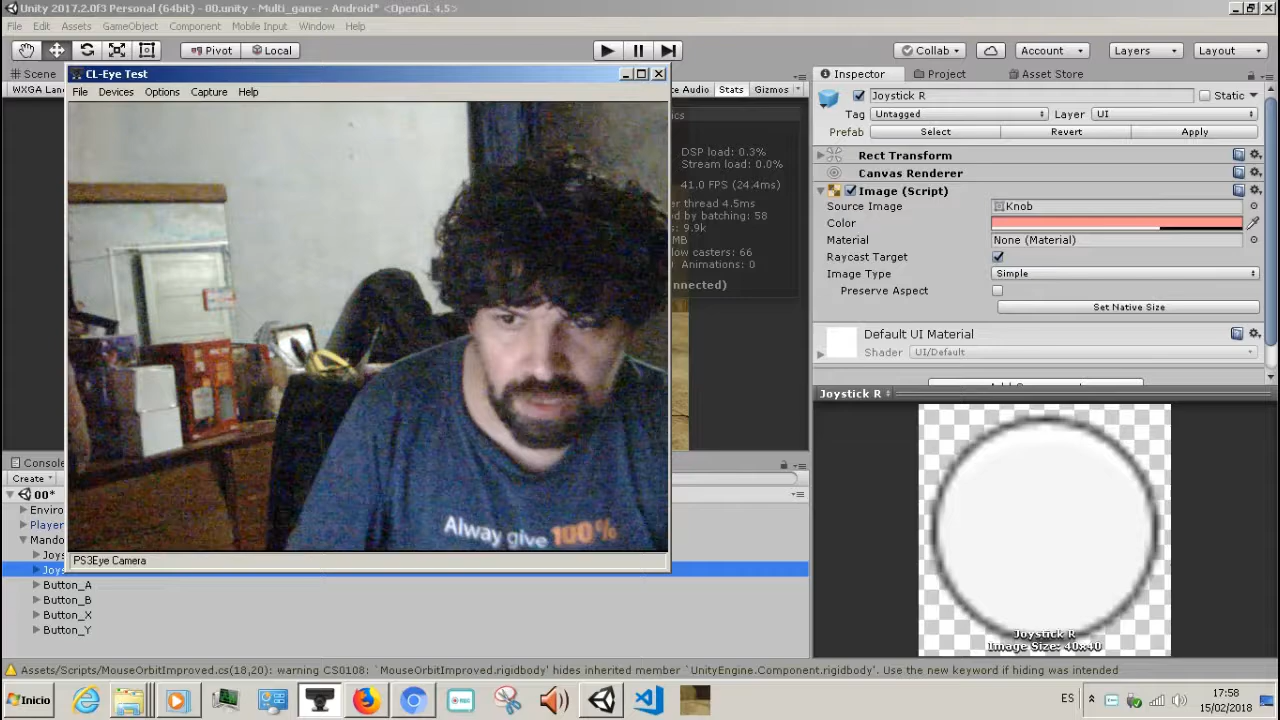 Unity 2017.2.0f3 Personal (64bit) - 00.unity - Multi_game - Android* <OpenGL 4.5>
File Edit Assets GameObject Component Mobile Input Window Help
Pivot Local Collab Account Layers Layout
Scene
CL-Eye Test
Inspector Project Asset Store
WXGA Lan
File Devices Options Capture Help
Audio Stats Gizmos
Joystick R Static
Tag Untagged Layer UI
Prefab Select Revert Apply
DSP load: 0.3%
Stream load: 0.0%
41.0 FPS (24.4ms)
thread 4.5ms
by batching: 58
9.9k
MB
casters: 66
Animations: 0
Rect Transform
Canvas Renderer
Image (Script)
Source Image Knob
Color
Material None (Material)
Raycast Target
Image Type Simple
Preserve Aspect
Set Native Size
Default UI Material
Shader UI/Default
Joystick R
Alway give 100%
PS3Eye Camera
Console
Create
00*
Enviro
Player
Mando
Joys
Joys
Button_A
Button_B
Button_X
Button_Y
Joystick R
Image Size: 40x40
Assets/Scripts/MouseOrbitImproved.cs(18,20): warning CS0108: `MouseOrbitImproved.rigidbody' hides inherited member `UnityEngine.Component.rigidbody'. Use the new keyword if hiding was intended
Inicio
ES
17:58
15/02/2018